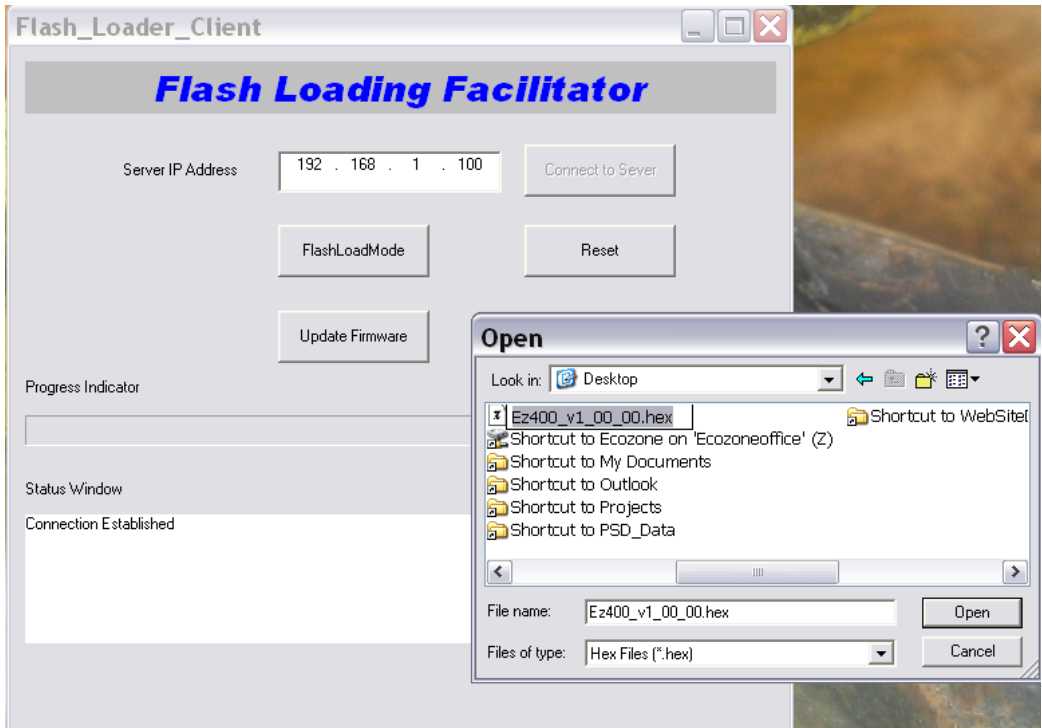 Flash_Loader_Client
Flash Loading Facilitator
Server IP Address
192 . 168 . 1 . 100
Connect to Sever
FlashLoadMode
Reset
Update Firmware
Progress Indicator
Status Window
Connection Established
Open
Look in:
Desktop
Ez400_v1_00_00.hex
Shortcut to Ecozone on 'Ecozoneoffice' (Z)
Shortcut to My Documents
Shortcut to Outlook
Shortcut to Projects
Shortcut to PSD_Data
Shortcut to WebSite
File name:
Ez400_v1_00_00.hex
Open
Files of type:
Hex Files (*.hex)
Cancel